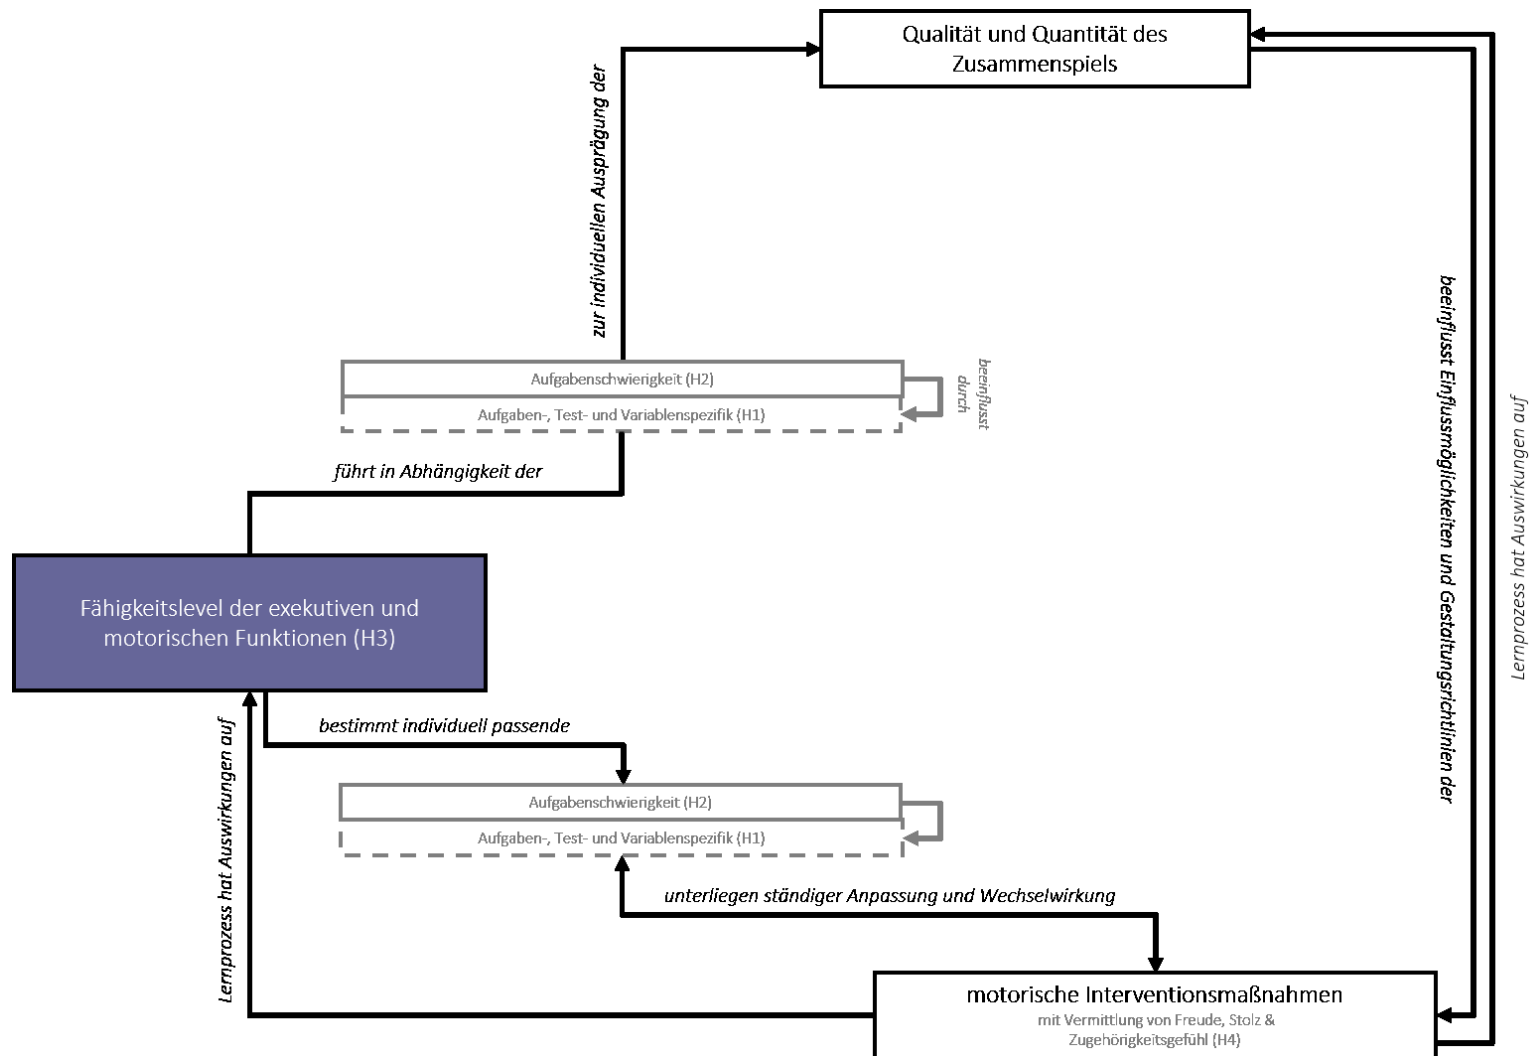 Qualität und Quantität des
Zusammenspiels
zur individuellen Ausprägung der
Aufgabenschwierigkeit (H2)
Aufgaben-, Test- und Variablenspezifik (H1)
beeinflusst
durch
führt in Abhängigkeit der
Fähigkeitslevel der exekutiven und
motorischen Funktionen (H3)
bestimmt individuell passende
Aufgabenschwierigkeit (H2)
Aufgaben-, Test- und Variablenspezifik (H1)
unterliegen ständiger Anpassung und Wechselwirkung
Lernprozess hat Auswirkungen auf
motorische Interventionsmaßnahmen
mit Vermittlung von Freude, Stolz &
Zugehörigkeitsgefühl (H4)
beeinflusst Einflussmöglichkeiten und Gestaltungsrichtlinien der
Lernprozess hat Auswirkungen auf